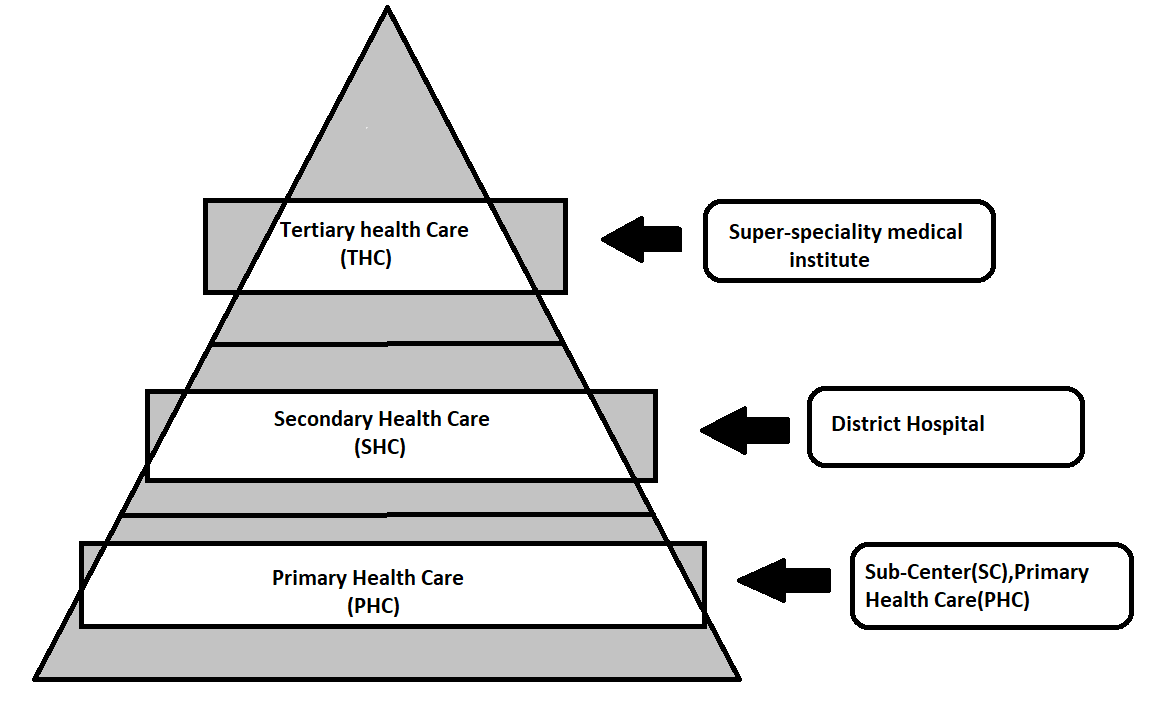 Tertiary health Care
(THC)
Super-speciality medical
institute
Secondary Health Care
(SHC)
District Hospital
Primary Health Care
(PHC)
Sub-Center(SC),Primary
Health Care(PHC)